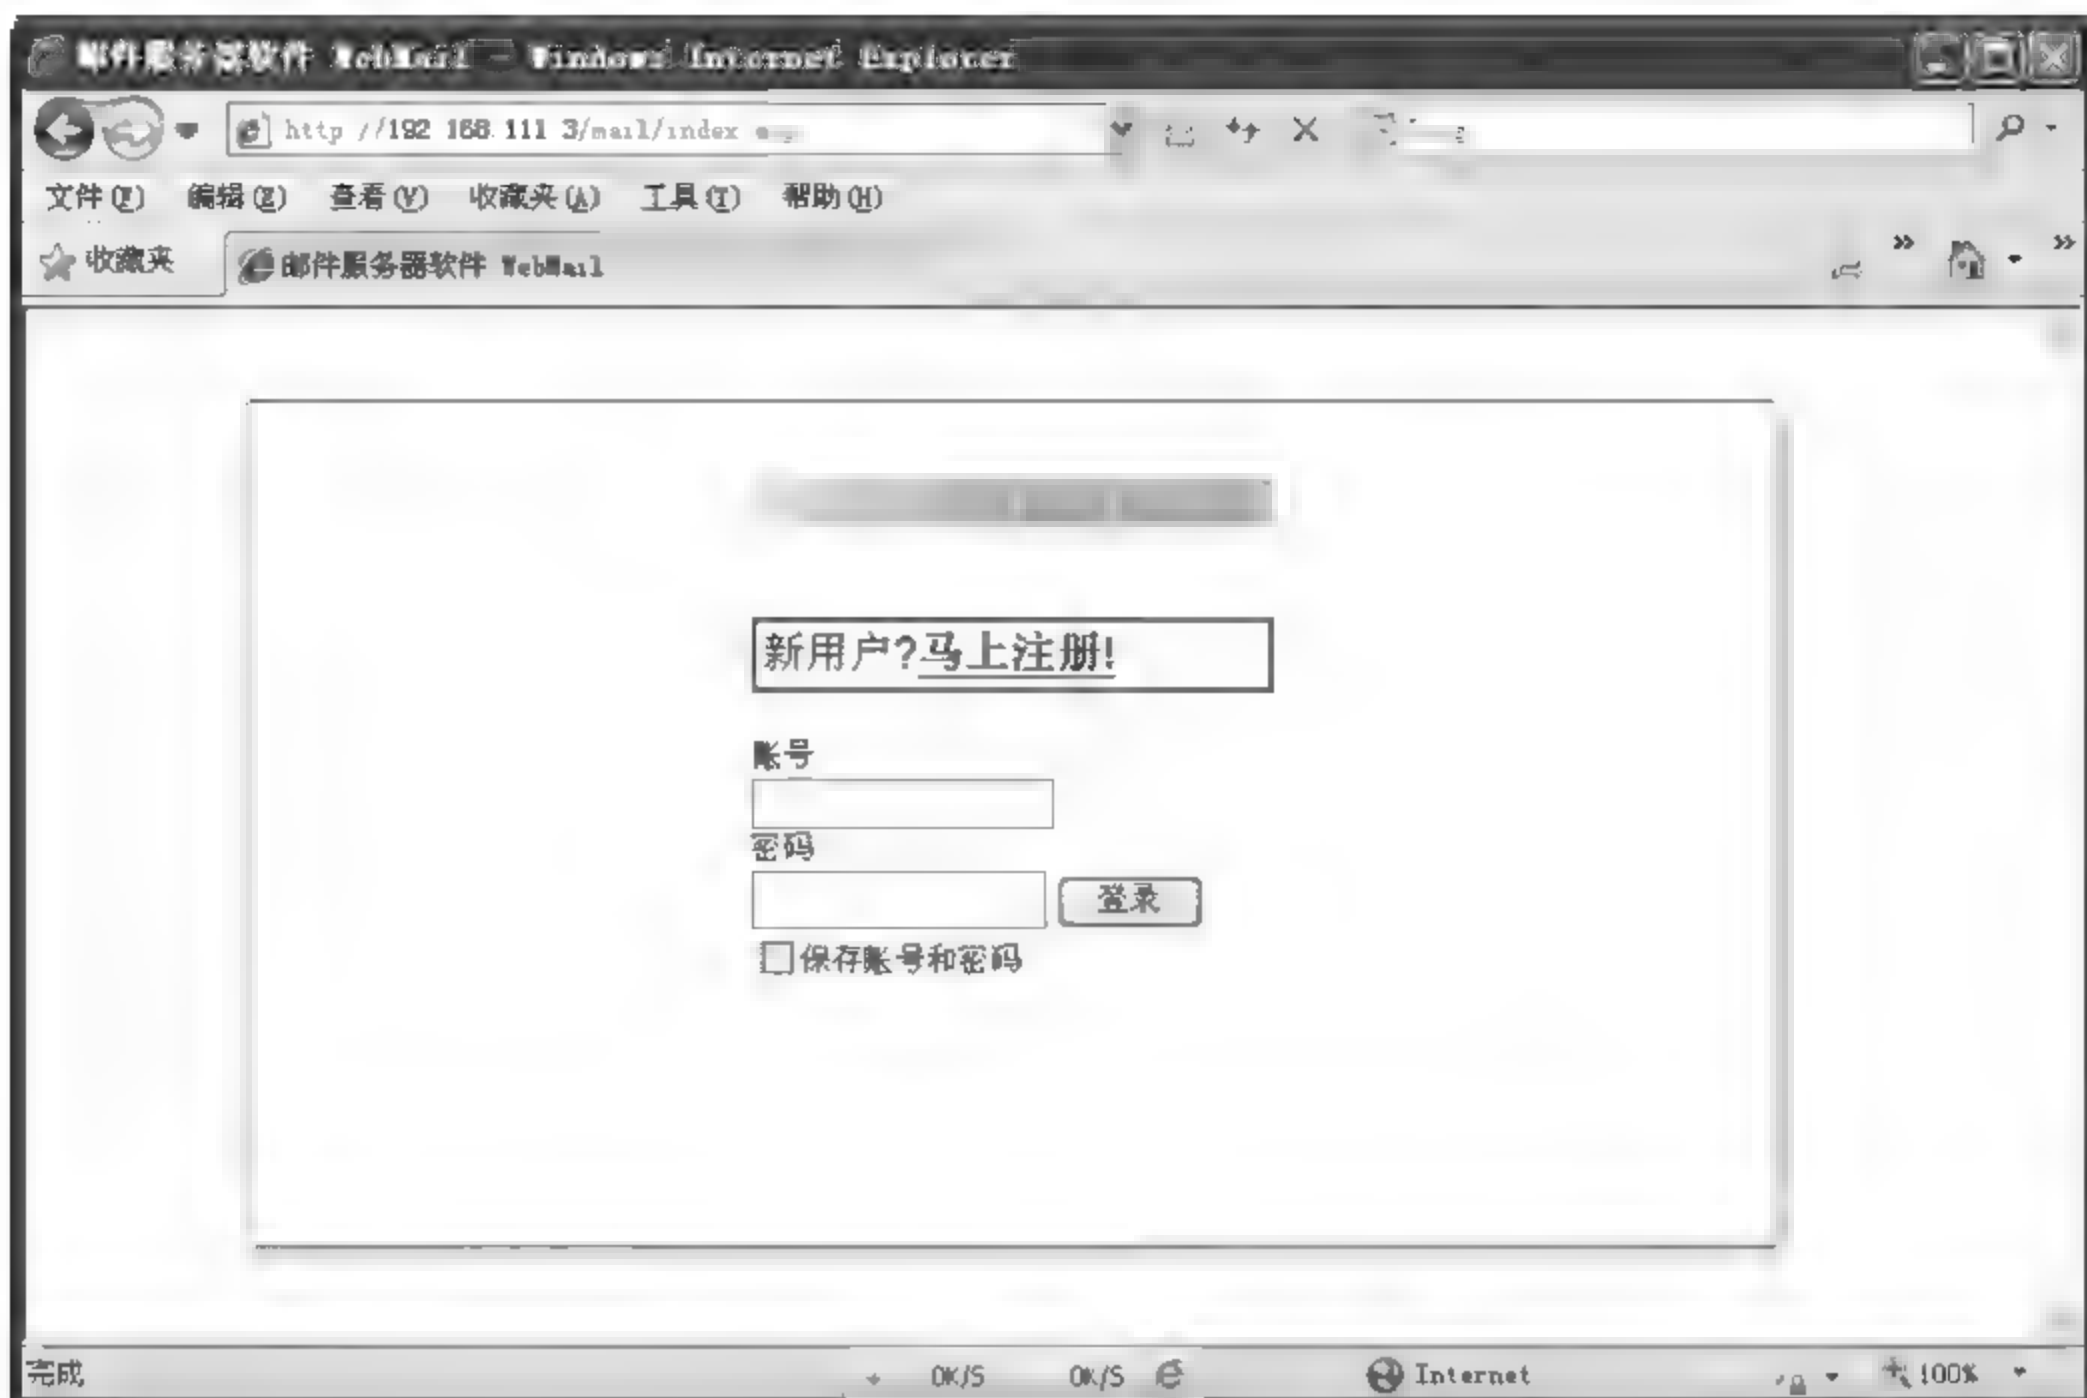 邮件服务器软件 WebMail - Windows Internet Explorer
http //192 168 111 3/mail/index
文件(F) 编辑(E) 查看(V) 收藏夹(A) 工具(T) 帮助(H)
收藏夹 邮件服务器软件 WebMail
新用户?马上注册!
账号
密码
登录
保存账号和密码
完成 0K/S 0K/S Internet 100%